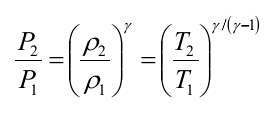 P₂/P₁ = (ρ₂/ρ₁)^γ = (T₂/T₁)^(γ/(γ-1))